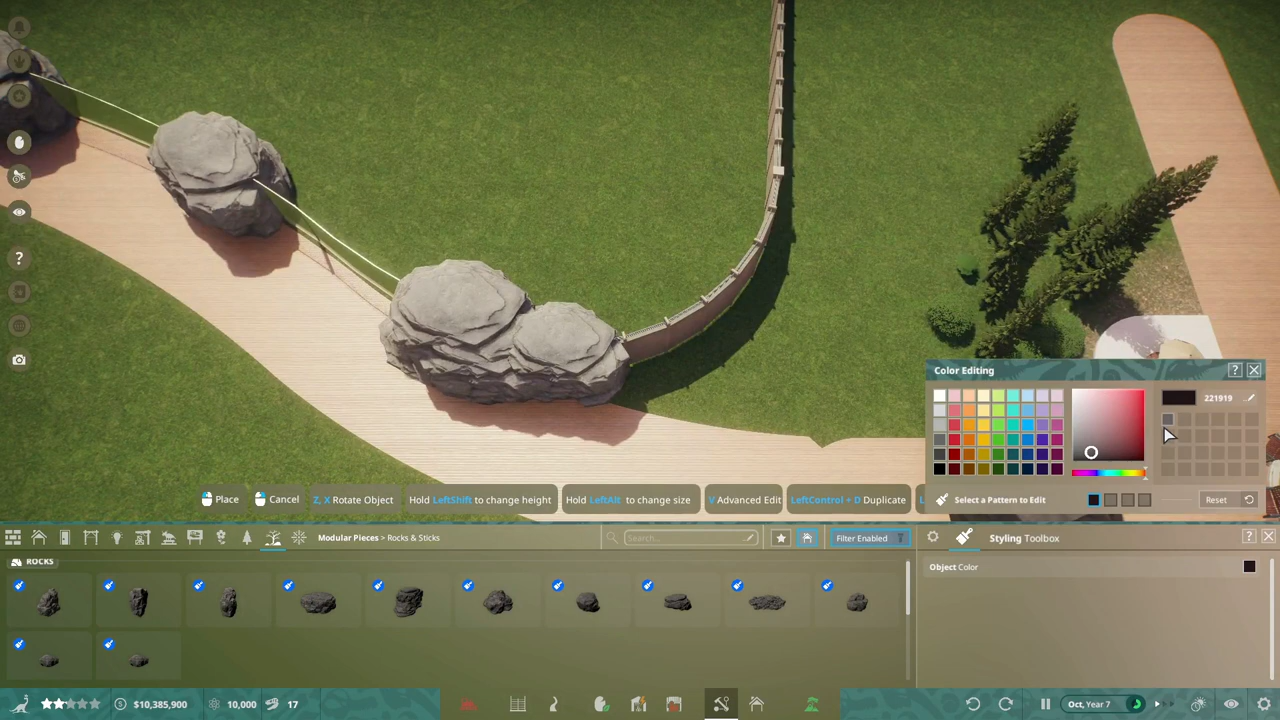 Color Editing
?
221919
Place
Cancel
Z, X Rotate Object
Hold LeftShift to change height
Hold LeftAlt to change size
V Advanced Edit
LeftControl + D Duplicate
L
Select a Pattern to Edit
Reset
Modular Pieces > Rocks & Sticks
Search...
Filter Enabled
Styling Toolbox
?
ROCKS
Object Color
?
$10,385,900
10,000
17
Oct, Year 7